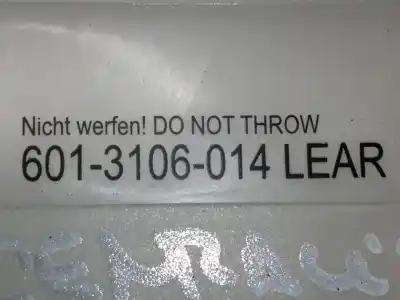 Nicht werfen! DO NOT THROW
601-3106-014 LEAR